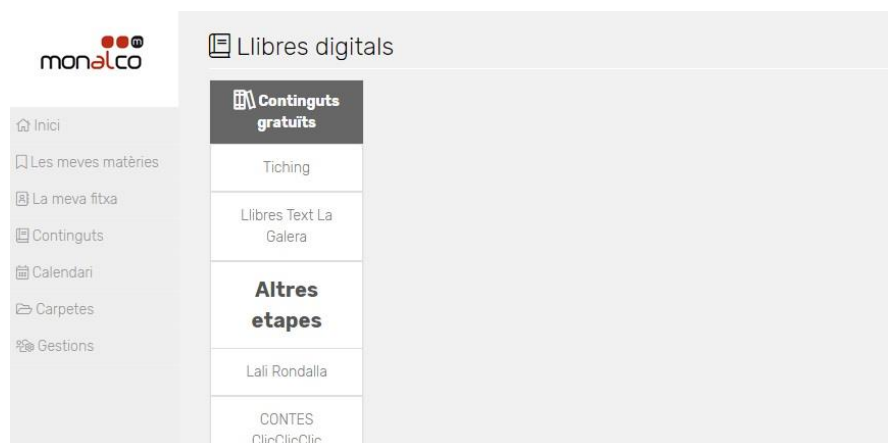 monalco
m
Inici
Les meves matèries
La meva fitxa
Continguts
Calendari
Carpetes
Gestions
Llibres digitals
Continguts
gratuïts
Tiching
Llibres Text La
Galera
Altres
etapes
Lali Rondalla
CONTES
ClicClicClic